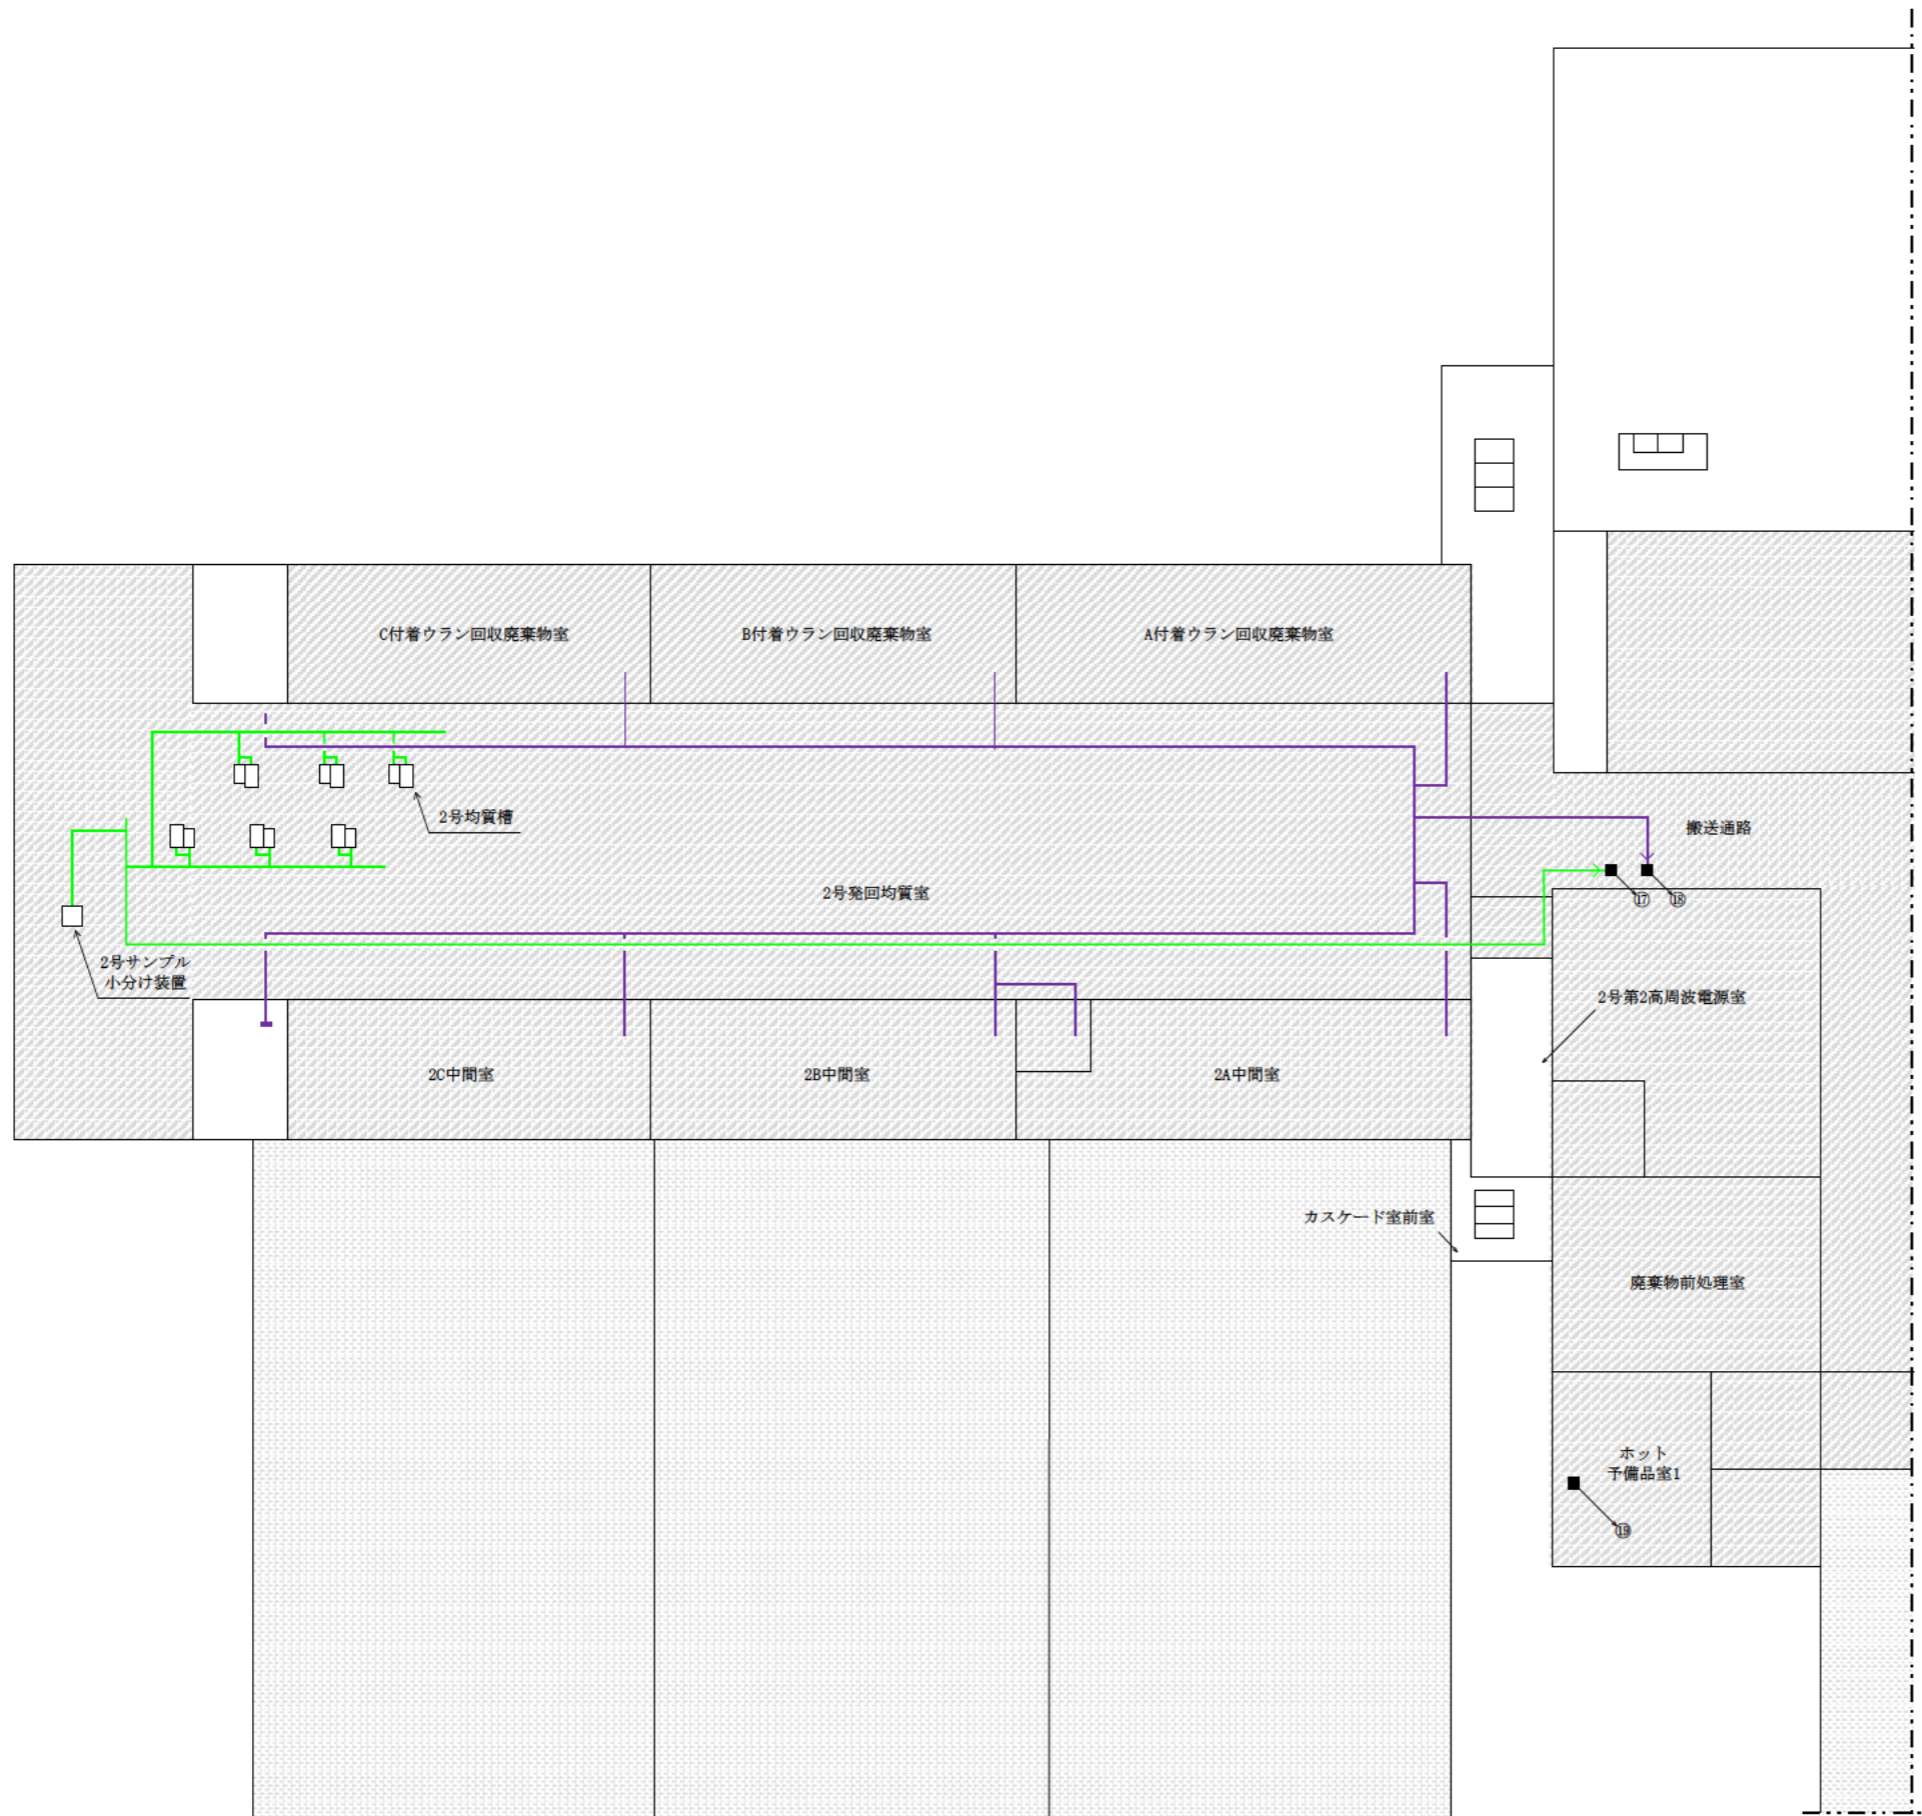 C付着ウラン回収廃棄物室
B付着ウラン回収廃棄物室
A付着ウラン回収廃棄物室
2号均質槽
搬送通路
2号発回均質室
⑰
⑱
2号サンプル
小分け装置
2号第2高周波電源室
2C中間室
2B中間室
2A中間室
カスケード室前室
廃棄物前処理室
ホット
予備品室1
⑲